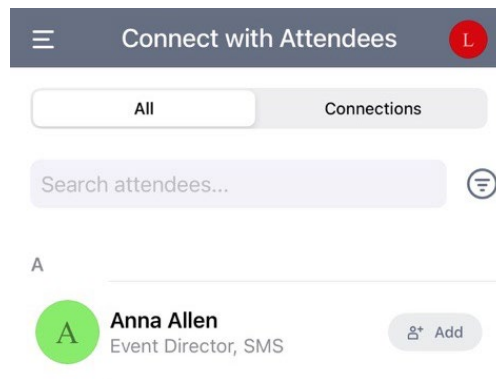 Connect with Attendees
L
All
Connections
Search attendees...
A
A
Anna Allen
Event Director, SMS
Add